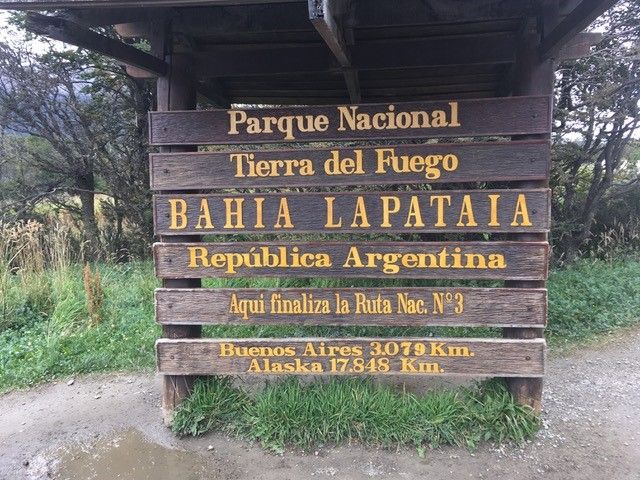 Parque Nacional
Tierra del Fuego
BAHIA LAPATAIA
República Argentina
Aqui finaliza la Ruta Nac. Nº3
Buenos Aires 3.079 Km.
Alaska 17.848 Km.